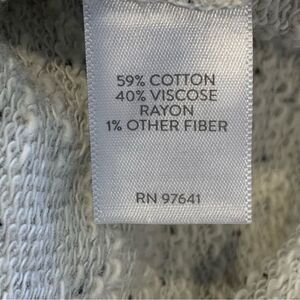 59% COTTON
40% VISCOSE
RAYON
1% OTHER FIBER
RN 97641